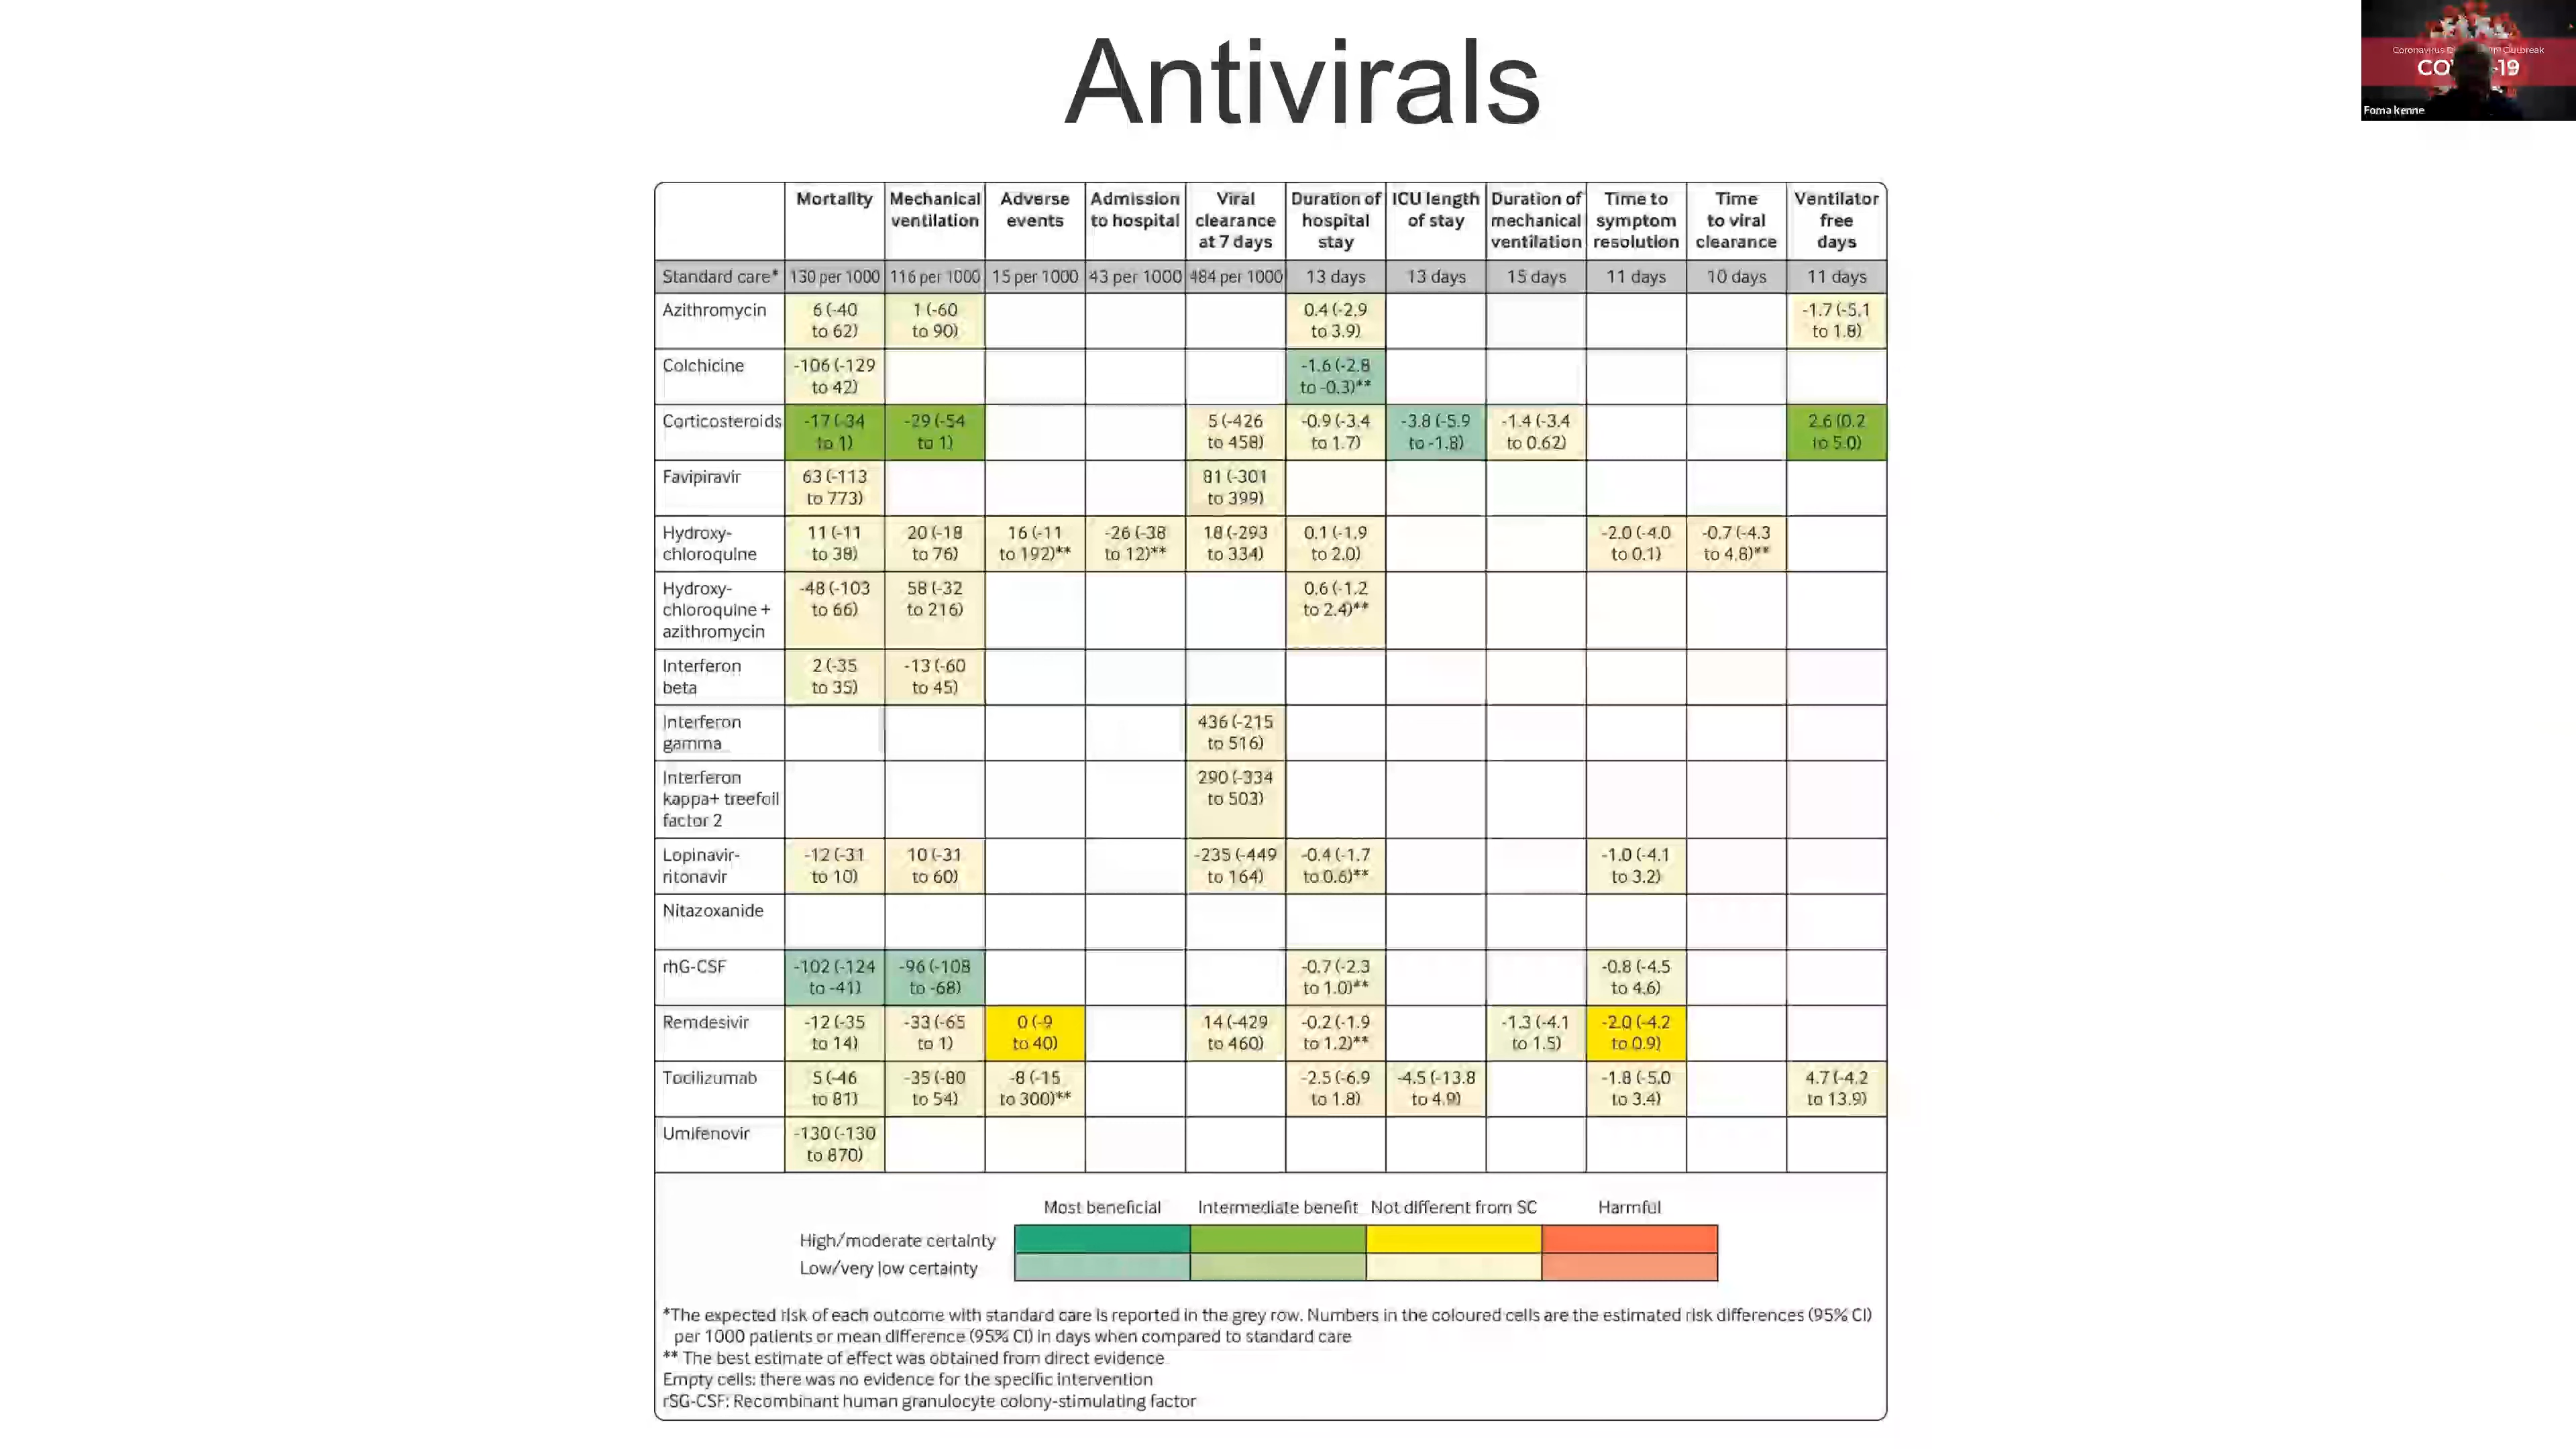 Antivirals
COVID-19
Foma kenne
Mortality Mechanical ventilation Adverse events Admission to hospital Viral clearance at 7 days Duration of hospital stay ICU length of stay Duration of mechanical ventilation Time to symptom resolution Time to viral clearance Ventilator free days
Standard care* 130 per 1000 116 per 1000 15 per 1000 43 per 1000 484 per 1000 13 days 13 days 15 days 11 days 10 days 11 days
Azithromycin 6 (-40 to 62) 1 (-60 to 90) 0.4 (-2.9 to 3.9) -1.7 (-5.1 to 1.8)
Colchicine -106 (-129 to 42) -1.6 (-2.8 to -0.3)**
Corticosteroids -17 (-34 to 1) -29 (-54 to 1) 5 (-426 to 458) -0.9 (-3.4 to 1.7) -3.8 (-5.9 to -1.8) -1.4 (-3.4 to 0.62) 2.6 (0.2 to 5.0)
Favipiravir 63 (-113 to 773) 81 (-301 to 399)
Hydroxy-chloroquine 11 (-11 to 38) 20 (-18 to 76) 16 (-11 to 192)** -26 (-38 to 12)** 18 (-293 to 334) 0.1 (-1.9 to 2.0) -2.0 (-4.0 to 0.1) -0.7 (-4.3 to 4.8)**
Hydroxy-chloroquine + azithromycin -48 (-103 to 66) 58 (-32 to 216) 0.6 (-1.2 to 2.4)**
Interferon beta 2 (-35 to 35) -13 (-60 to 45)
Interferon gamma 436 (-215 to 516)
Interferon kappa+ treefoil factor 2 290 (-334 to 503)
Lopinavir-ritonavir -12 (-31 to 10) 10 (-31 to 60) -235 (-449 to 164) -0.4 (-1.7 to 0.6)** -1.0 (-4.1 to 3.2)
Nitazoxanide
rhG-CSF -102 (-124 to -41) -96 (-108 to -68) -0.7 (-2.3 to 1.0)** -0.8 (-4.5 to 4.6)
Remdesivir -12 (-35 to 14) -33 (-65 to 1) 0 (-9 to 40) 14 (-429 to 460) -0.2 (-1.9 to 1.2)** -1.3 (-4.1 to 1.5) -2.0 (-4.2 to 0.9)
Tocilizumab 5 (-46 to 81) -35 (-80 to 54) -8 (-15 to 300)** -2.5 (-6.9 to 1.8) -4.5 (-13.8 to 4.9) -1.8 (-5.0 to 3.4) 4.7 (-4.2 to 13.9)
Umifenovir -130 (-130 to 870)
Most beneficial Intermediate benefit Not different from SC Harmful
High/moderate certainty
Low/very low certainty
*The expected risk of each outcome with standard care is reported in the grey row. Numbers in the coloured cells are the estimated risk differences (95% CI)
per 1000 patients or mean difference (95% CI) in days when compared to standard care
** The best estimate of effect was obtained from direct evidence
Empty cells: there was no evidence for the specific intervention
rSG-CSF: Recombinant human granulocyte colony-stimulating factor